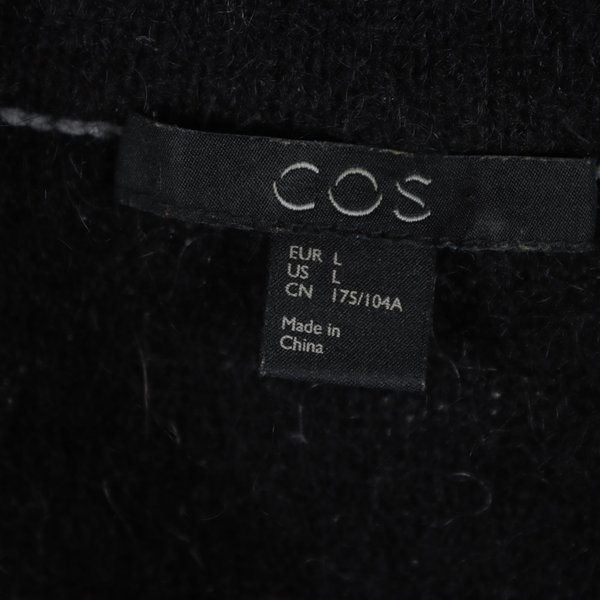 COS
EUR L
US L
CN 175/104A
Made in
China